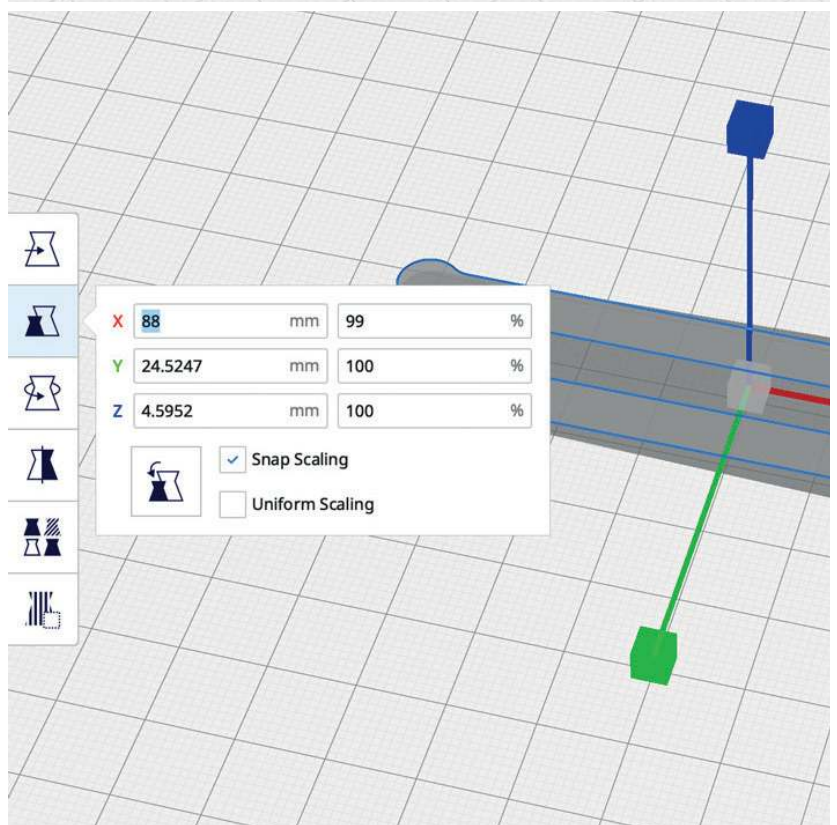 X 88 mm 99 %
Y 24.5247 mm 100 %
Z 4.5952 mm 100 %
Snap Scaling
Uniform Scaling